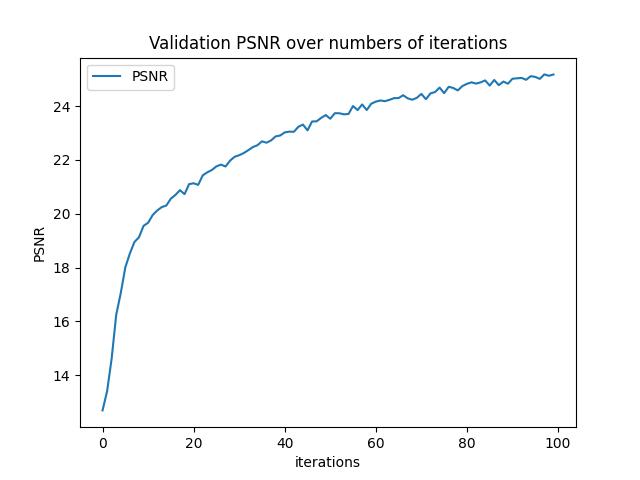 Validation PSNR over numbers of iterations
PSNR
PSNR
24
22
20
18
16
14
0 20 40 60 80 100
iterations